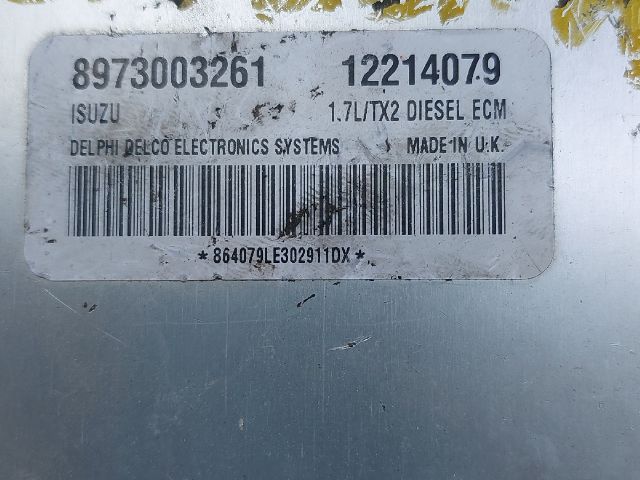 8973003261 12214079
ISUZU 1.7L/TX2 DIESEL ECM
DELPHI DELCO ELECTRONICS SYSTEMS MADE IN U.K.
* 864079LE302911DX *